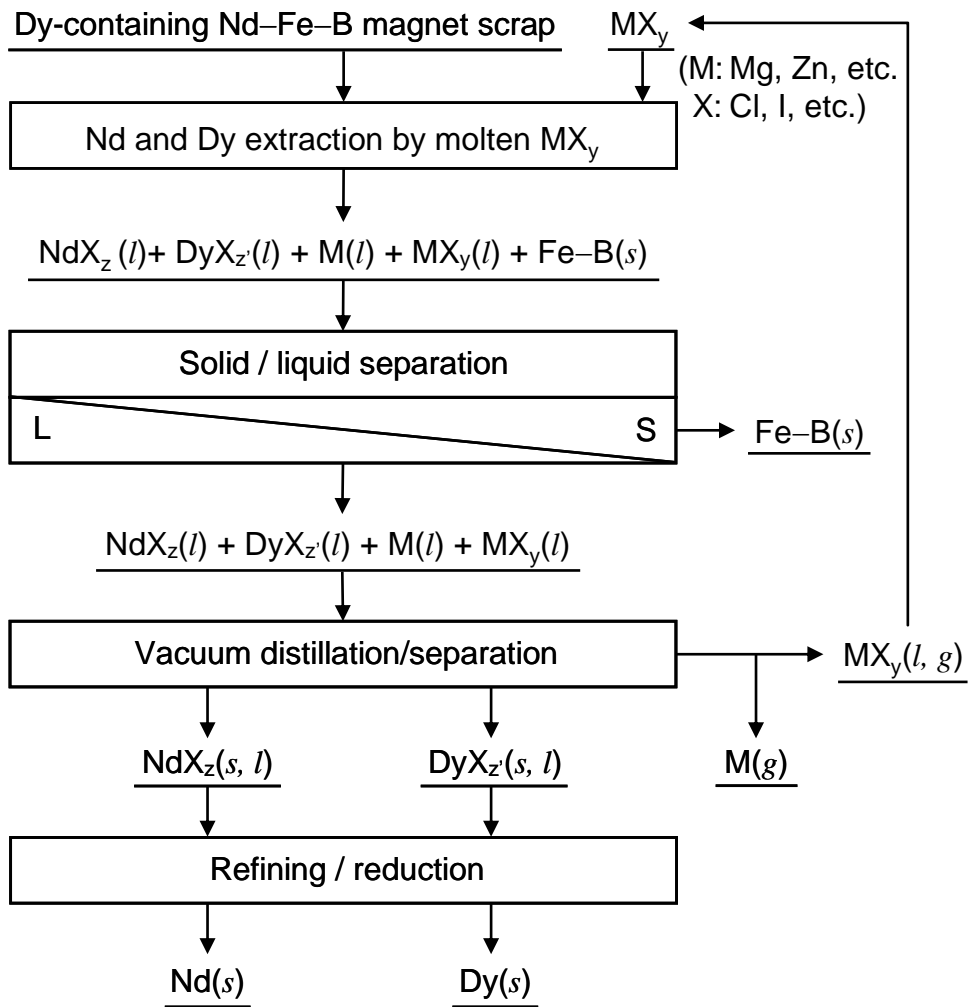 Dy-containing Nd–Fe–B magnet scrap
MXy
(M: Mg, Zn, etc.
X: Cl, I, etc.)
Nd and Dy extraction by molten MXy
NdXz (l)+ DyXz'(l) + M(l) + MXy(l) + Fe–B(s)
Solid / liquid separation
L
S
Fe–B(s)
NdXz(l) + DyXz'(l) + M(l) + MXy(l)
Vacuum distillation/separation
MXy(l, g)
NdXz(s, l)
DyXz'(s, l)
M(g)
Refining / reduction
Nd(s)
Dy(s)